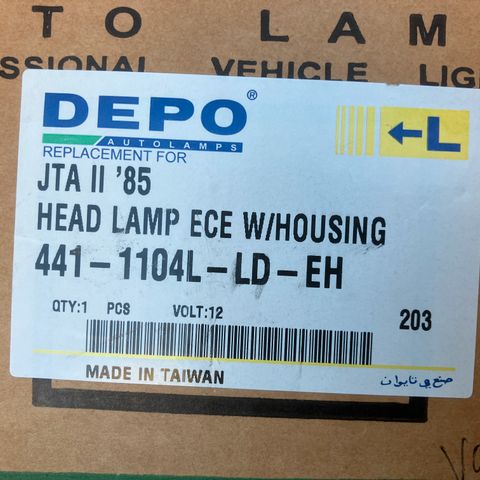 TO LAM
SSIONAL VEHICLE LIG
DEPO®
AUTOLAMPS
REPLACEMENT FOR
←L
JTA II '85
HEAD LAMP ECE W/HOUSING
441-1104L-LD-EH
QTY:1 PCS VOLT:12
203
MADE IN TAIWAN
صنع في تايوان